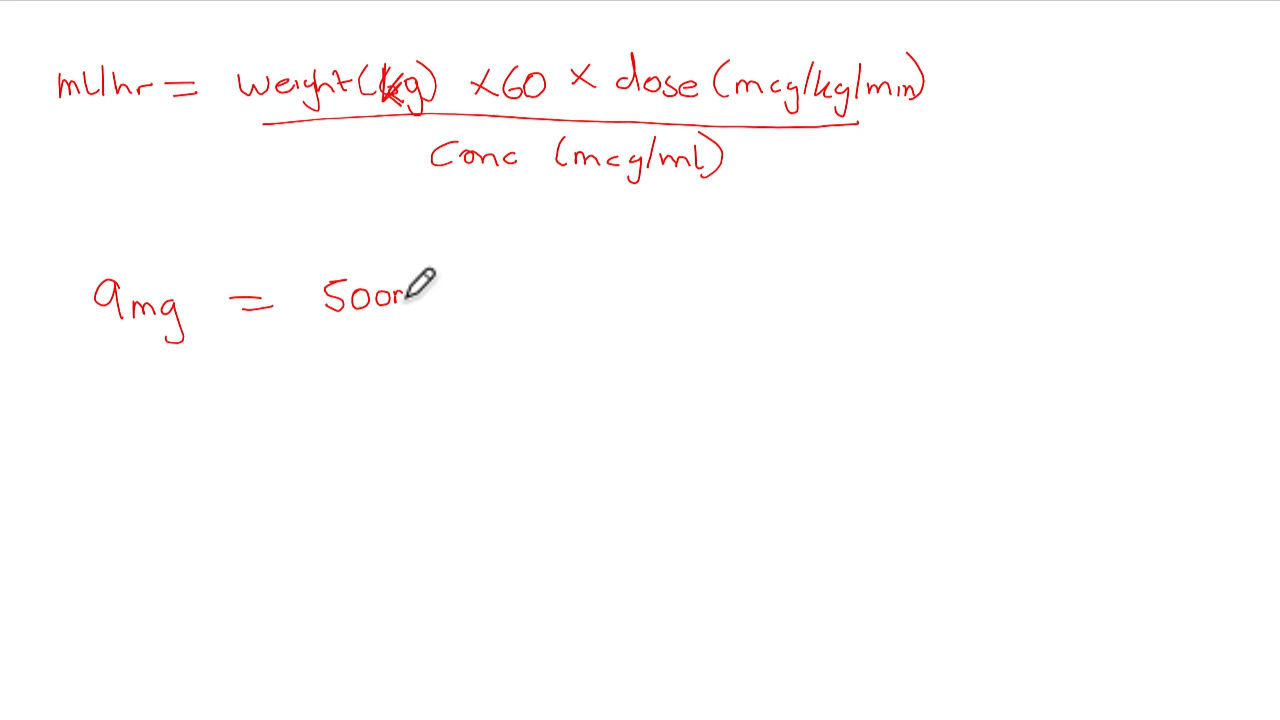 mL/hr = weight (kg) x 60 x dose (mcg/kg/min)
Conc (mcg/ml)
9mg = 500